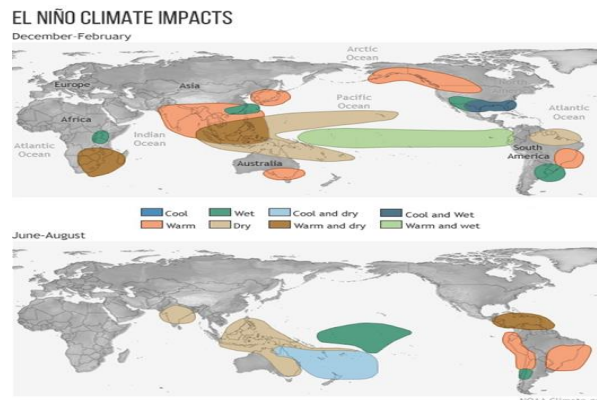 EL NIÑO CLIMATE IMPACTS
December-February
Arctic
Ocean
Europe
Asia
Pacific
Ocean
Atlantic
Ocean
Africa
Indian
Ocean
Atlantic
Ocean
South
America
Australia
Cool
Wet
Cool and dry
Cool and Wet
Warm
Dry
Warm and dry
Warm and wet
June-August